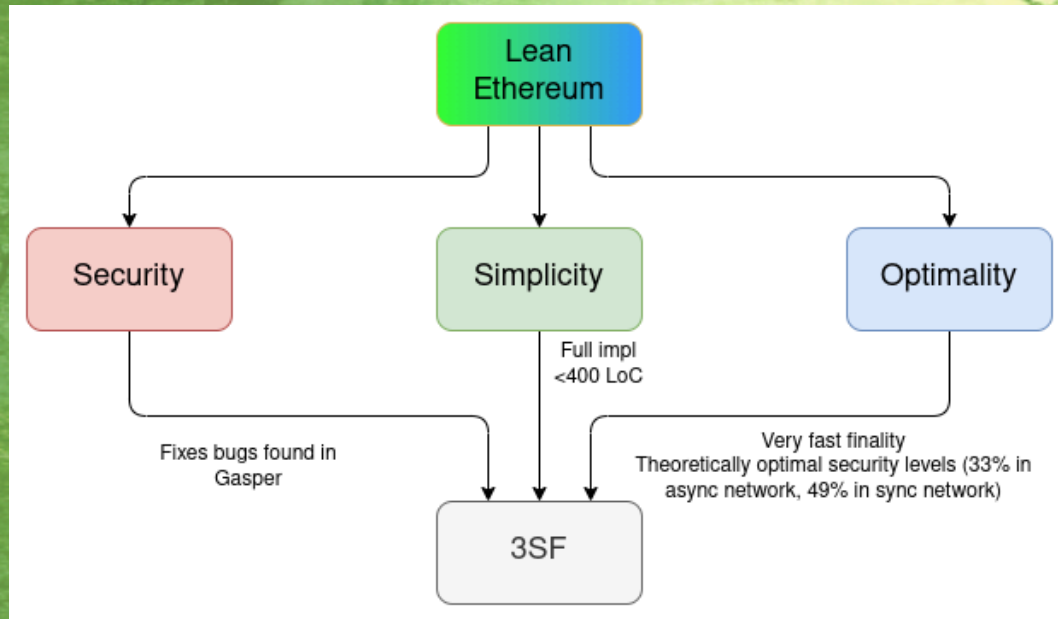 Lean
Ethereum
Security
Simplicity
Optimality
Full impl
<400 LoC
Fixes bugs found in
Gasper
Very fast finality
Theoretically optimal security levels (33% in
async network, 49% in sync network)
3SF